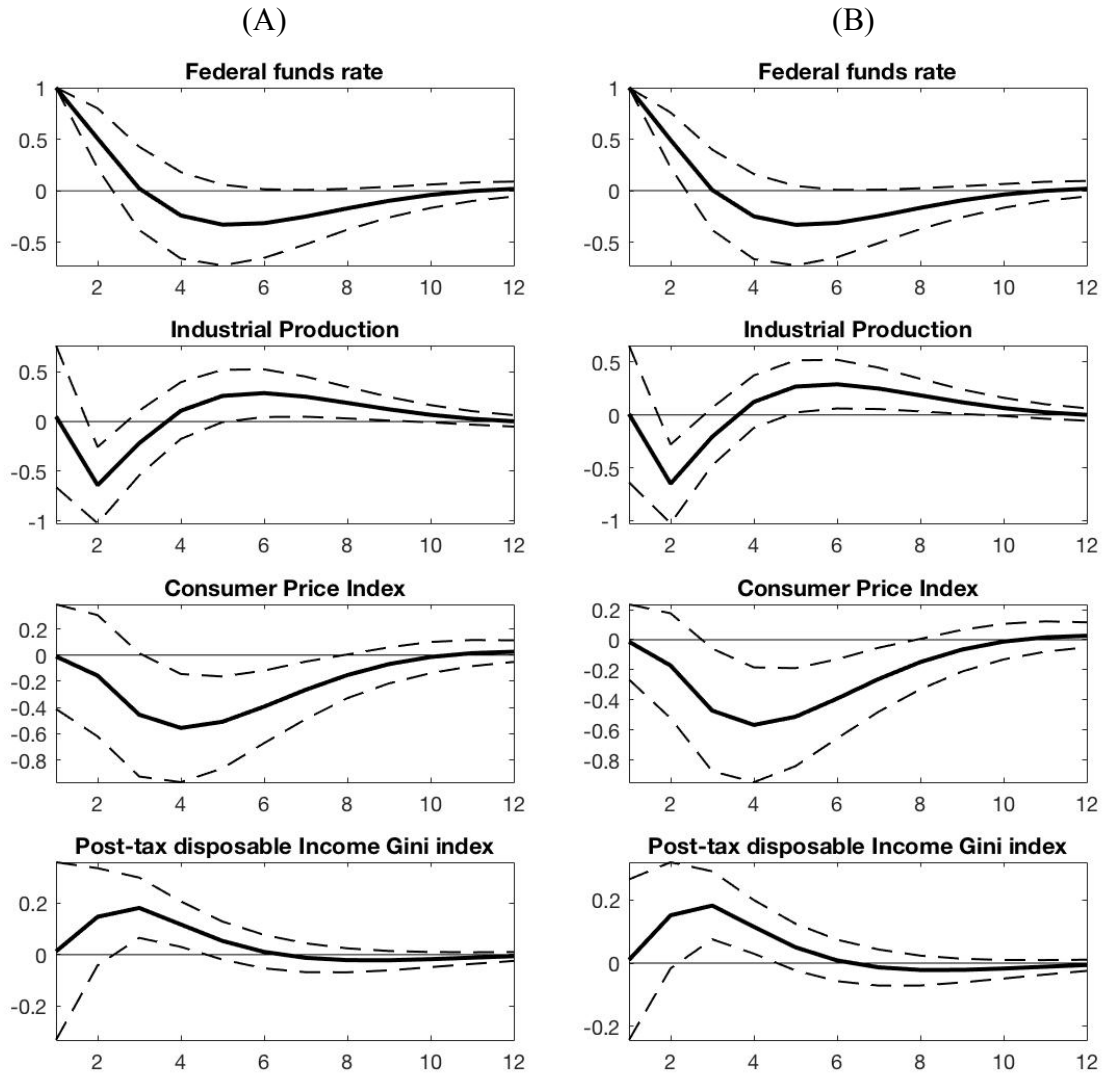 (A) (B)
Federal funds rate Federal funds rate
1 1
0.5 0.5
0 0
-0.5 -0.5
2 4 6 8 10 12 2 4 6 8 10 12
Industrial Production Industrial Production
0.5 0.5
0 0
-0.5 -0.5
-1 -1
2 4 6 8 10 12 2 4 6 8 10 12
Consumer Price Index Consumer Price Index
0.2 0.2
0 0
-0.2 -0.2
-0.4 -0.4
-0.6 -0.6
-0.8 -0.8
2 4 6 8 10 12 2 4 6 8 10 12
Post-tax disposable Income Gini index Post-tax disposable Income Gini index
0.2 0.2
0 0
-0.2 -0.2
2 4 6 8 10 12 2 4 6 8 10 12